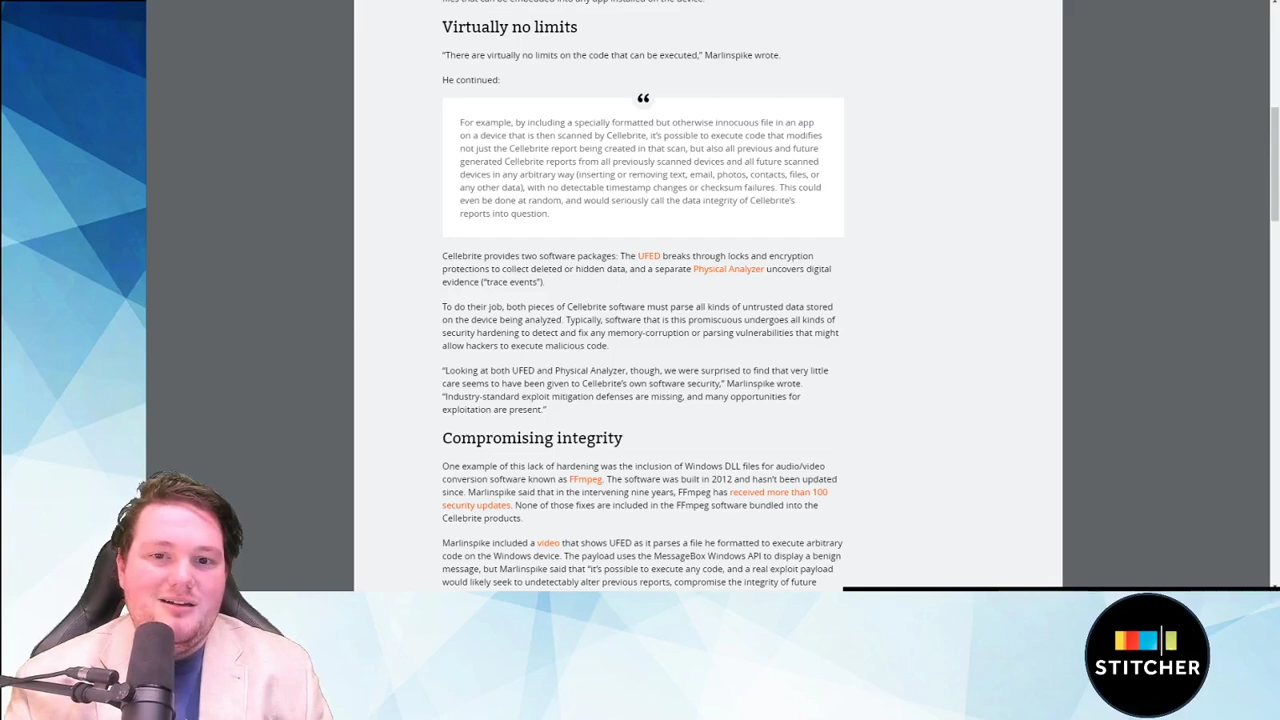 files that can be embedded into any app installed on the device.
Virtually no limits
“There are virtually no limits on the code that can be executed,” Marlinspike wrote.
He continued:
“
For example, by including a specially formatted but otherwise innocuous file in an app
on a device that is then scanned by Cellebrite, it’s possible to execute code that modifies
not just the Cellebrite report being created in that scan, but also all previous and future
generated Cellebrite reports from all previously scanned devices and all future scanned
devices in any arbitrary way (inserting or removing text, email, photos, contacts, files, or
any other data), with no detectable timestamp changes or checksum failures. This could
even be done at random, and would seriously call the data integrity of Cellebrite’s
reports into question.
Cellebrite provides two software packages: The UFED breaks through locks and encryption
protections to collect deleted or hidden data, and a separate Physical Analyzer uncovers digital
evidence (“trace events”).
To do their job, both pieces of Cellebrite software must parse all kinds of untrusted data stored
on the device being analyzed. Typically, software that is this promiscuous undergoes all kinds of
security hardening to detect and fix any memory-corruption or parsing vulnerabilities that might
allow hackers to execute malicious code.
“Looking at both UFED and Physical Analyzer, though, we were surprised to find that very little
care seems to have been given to Cellebrite’s own software security,” Marlinspike wrote.
“Industry-standard exploit mitigation defenses are missing, and many opportunities for
exploitation are present.”
Compromising integrity
One example of this lack of hardening was the inclusion of Windows DLL files for audio/video
conversion software known as FFmpeg. The software was built in 2012 and hasn’t been updated
since. Marlinspike said that in the intervening nine years, FFmpeg has received more than 100
security updates. None of those fixes are included in the FFmpeg software bundled into the
Cellebrite products.
Marlinspike included a video that shows UFED as it parses a file he formatted to execute arbitrary
code on the Windows device. The payload uses the MessageBox Windows API to display a benign
message, but Marlinspike said that “it’s possible to execute any code, and a real exploit payload
would likely seek to undetectably alter previous reports, compromise the integrity of future
STITCHER